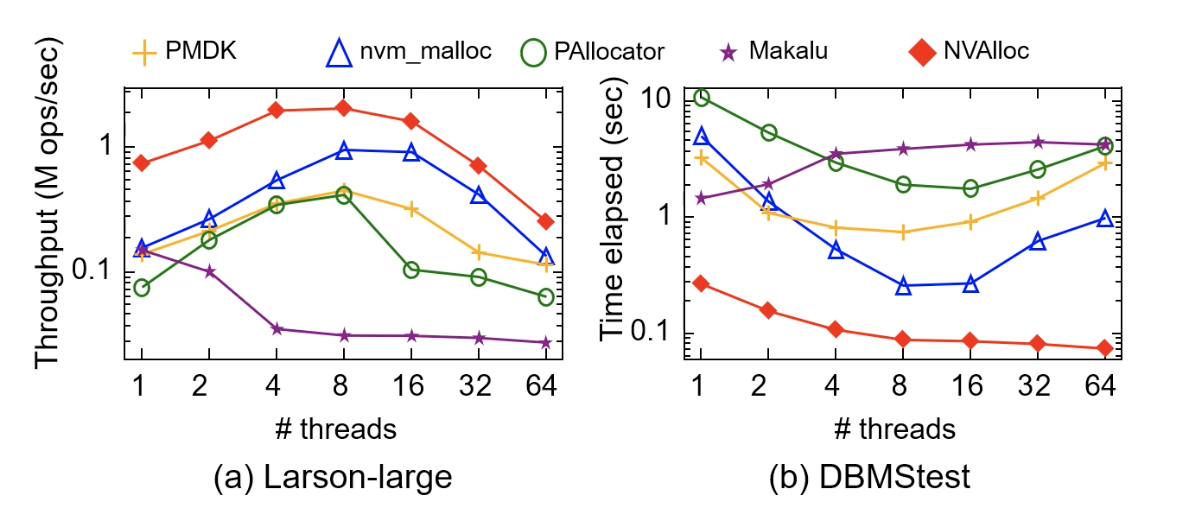 PMDK nvm_malloc PAllocator Makalu NVAlloc
Throughput (M ops/sec)
1
0.1
1 2 4 8 16 32 64
# threads
(a) Larson-large
Time elapsed (sec)
10
1
0.1
1 2 4 8 16 32 64
# threads
(b) DBMStest